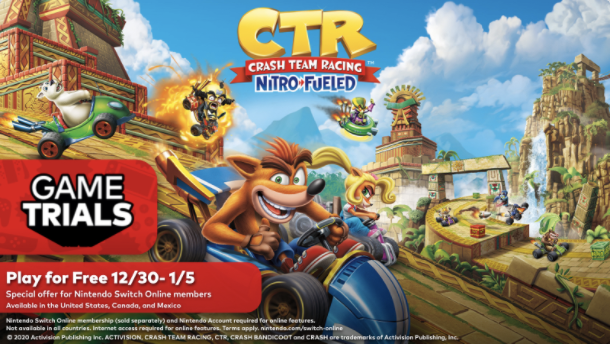 CTR™
CRASH TEAM RACING
NITRO FUELED
GAME
TRIALS
Play for Free 12/30- 1/5
Special offer for Nintendo Switch Online members
Available in the United States, Canada, and Mexico
Nintendo Switch Online membership (sold separately) and Nintendo Account required for online features.
Not available in all countries. Internet access required for online features. Terms apply. nintendo.com/switch-online
© 2020 Activision Publishing Inc. ACTIVISION, CRASH TEAM RACING, CTR, CRASH BANDICOOT and CRASH are trademarks of Activision Publishing, Inc.